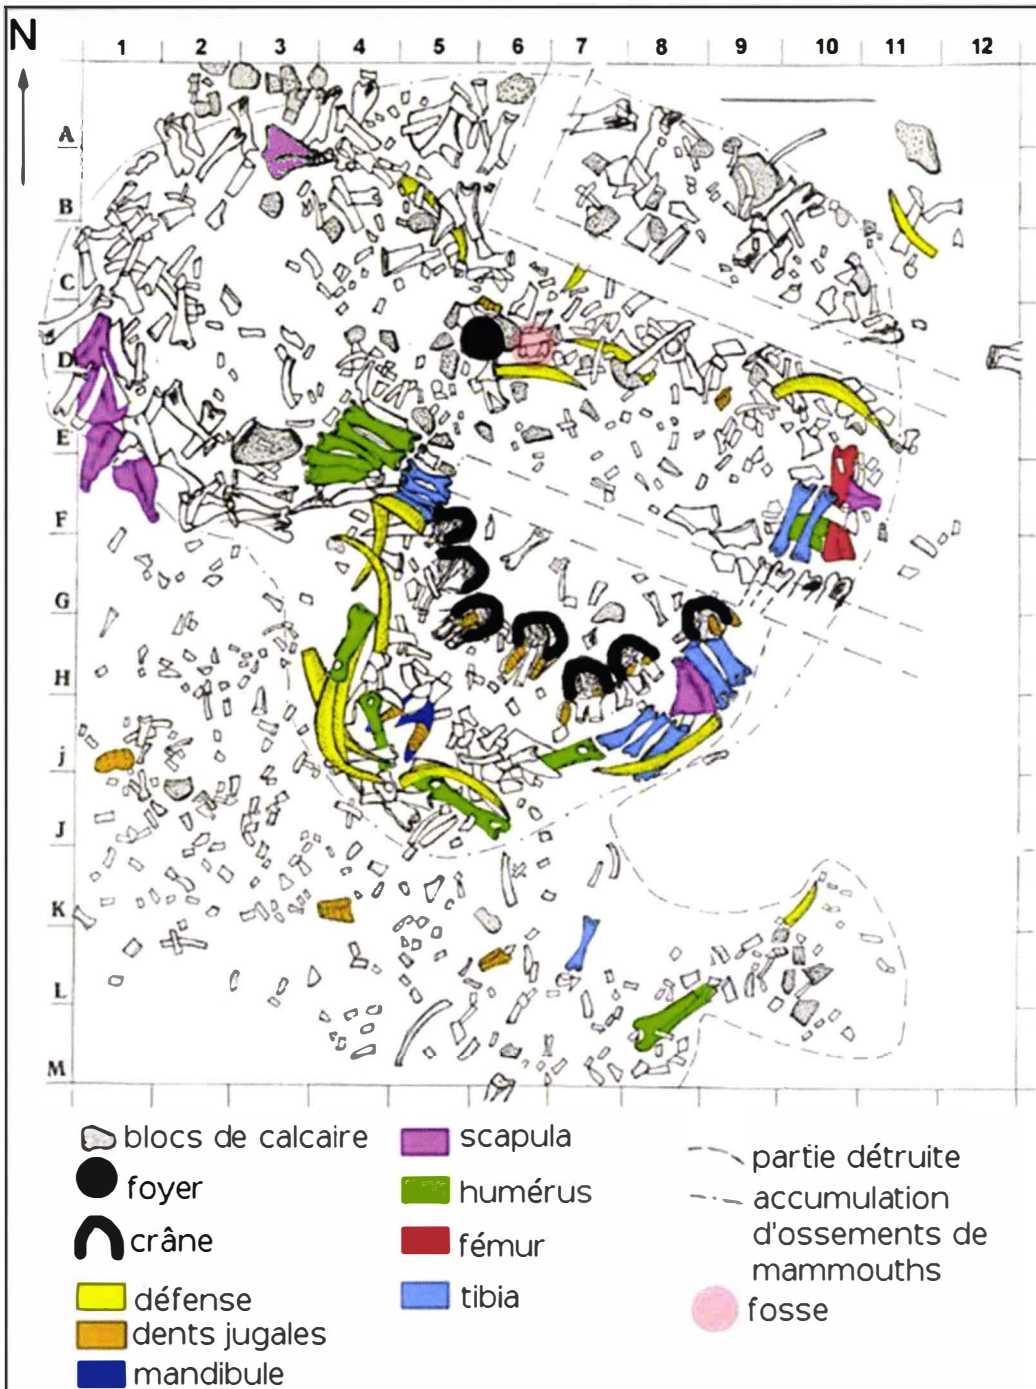 N
1 2 3 4 5 6 7 8 9 10 11 12
A
B
C
D
E
F
G
H
j
J
K
L
M
blocs de calcaire
foyer
crâne
défense
dents jugales
mandibule
scapula
humérus
fémur
tibia
partie détruite
accumulation
d'ossements de
mammouths
fosse